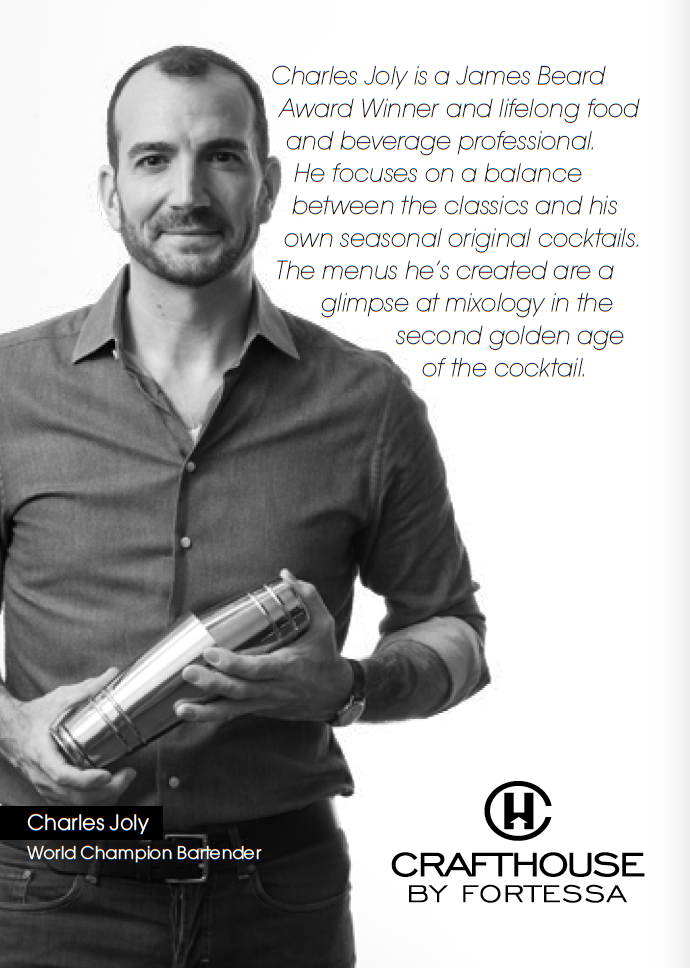 Charles Joly is a James Beard
Award Winner and lifelong food
and beverage professional.
He focuses on a balance
between the classics and his
own seasonal original cocktails.
The menus he's created are a
glimpse at mixology in the
second golden age
of the cocktail.
Charles Joly
World Champion Bartender
CH
CRAFTHOUSE
BY FORTESSA